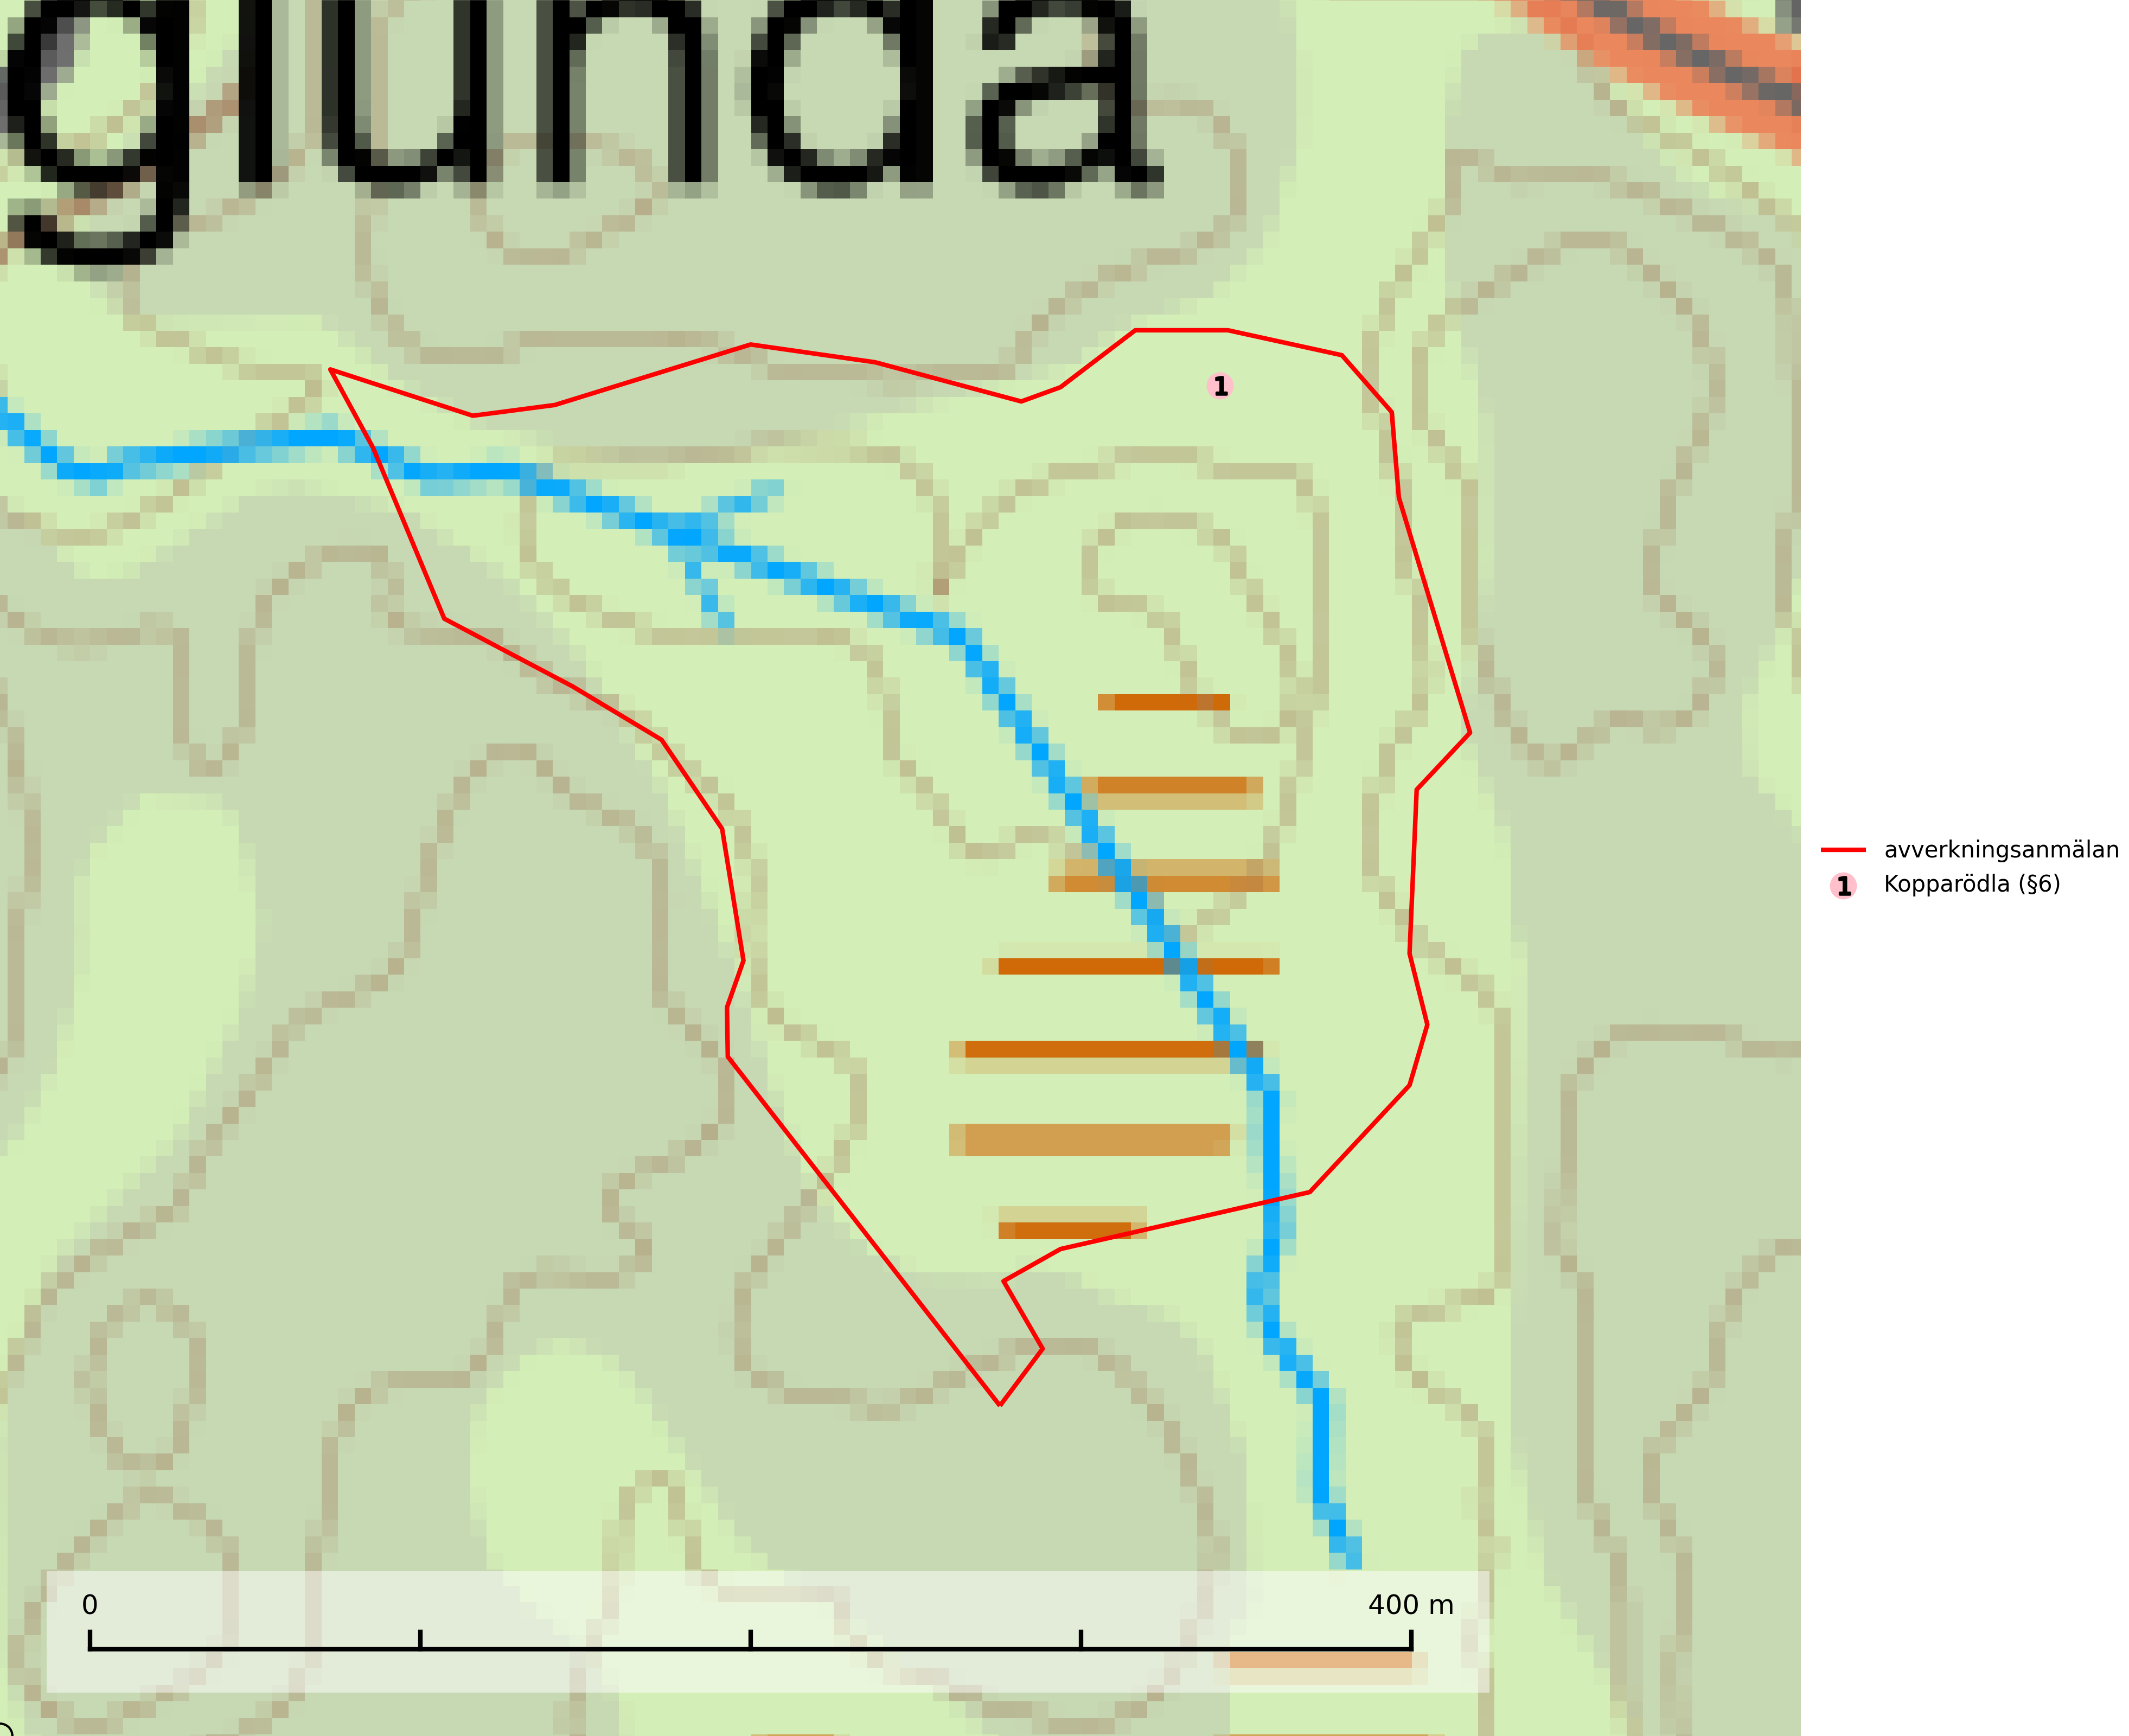 glunda
1
avverkningsanmälan
1 Kopparödla (§6)
0 400 m